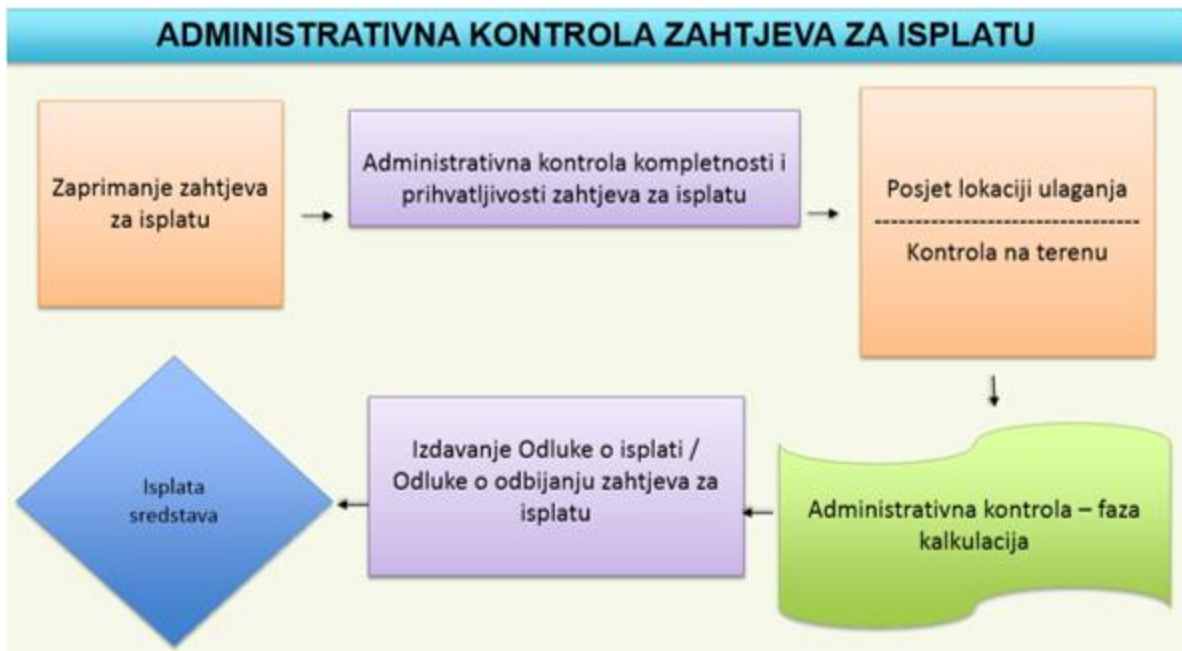 ADMINISTRATIVNA KONTROLA ZAHTJEVA ZA ISPLATU
Zaprimanje zahtjeva
za isplatu
Administrativna kontrola kompletnosti i
prihvatljivosti zahtjeva za isplatu
Posjet lokaciji ulaganja
--------------------------------
Kontrola na terenu
Administrativna kontrola – faza
kalkulacija
Izdavanje Odluke o isplati /
Odluke o odbijanju zahtjeva za
isplatu
Isplata
sredstava